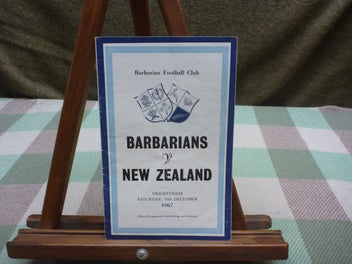 Barbarian Football Club
BARBARIANS
v
NEW ZEALAND
TWICKENHAM
SATURDAY, 16th DECEMBER
1967